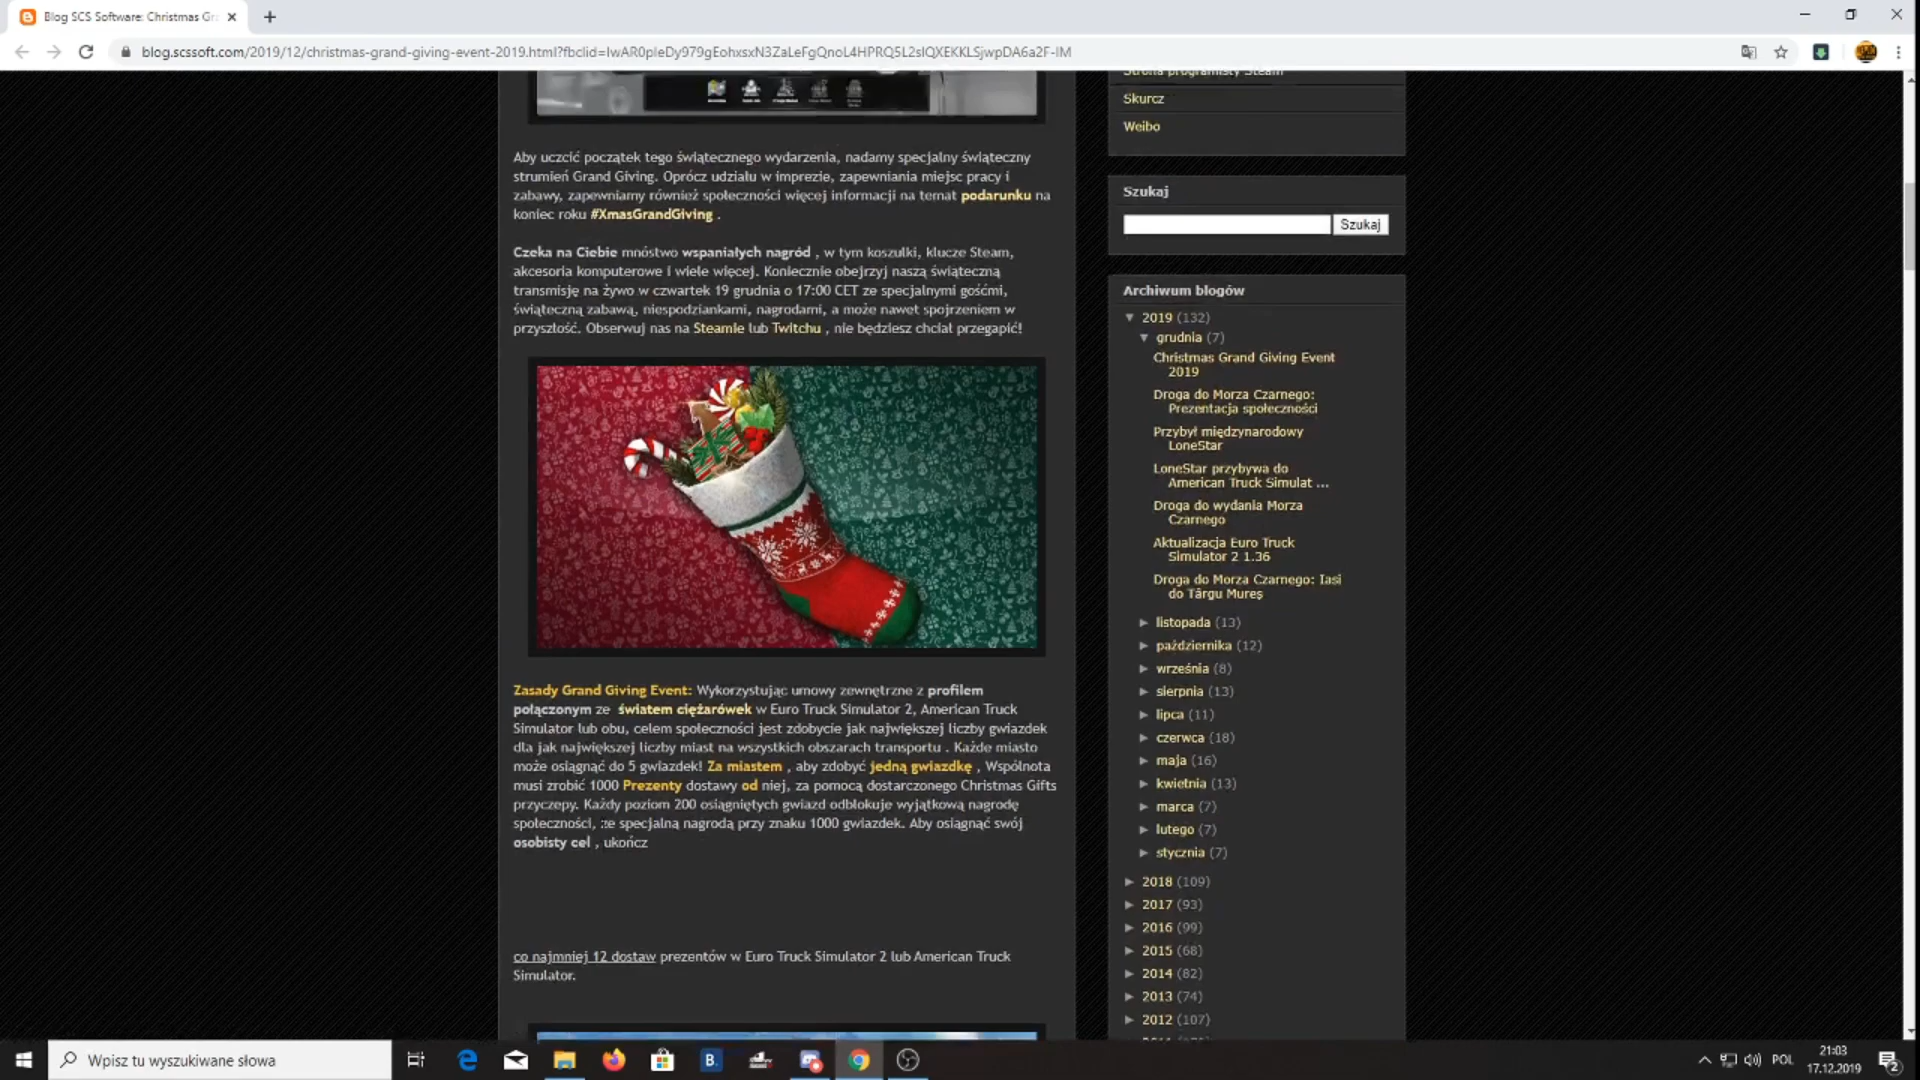 Blog SCS Software: Christmas Gr
blog.scssoft.com/2019/12/christmas-grand-giving-event-2019.html?fbclid=IwAR0pleDy979gEohxsxN3ZaLeFgQnoL4HPRQ5L2sIQXEKKLSjwpDA6a2F-IM
Aby uczcić początek tego świątecznego wydarzenia, nadamy specjalny świąteczny
strumień Grand Giving. Oprócz udziału w imprezie, zapewniania miejsc pracy i
zabawy, zapewniamy również społeczności więcej informacji na temat podarunku na
koniec roku #XmasGrandGiving .
Czeka na Ciebie mnóstwo wspaniałych nagród , w tym koszulki, klucze Steam,
akcesoria komputerowe i wiele więcej. Koniecznie obejrzyj naszą świąteczną
transmisję na żywo w czwartek 19 grudnia o 17:00 CET ze specjalnymi gośćmi,
świąteczną zabawą, niespodziankami, nagrodami, a może nawet spojrzeniem w
przyszłość. Obserwuj nas na Steamie lub Twitchu , nie będziesz chciał przegapić!
Zasady Grand Giving Event: Wykorzystując umowy zewnętrzne z profilem
połączonym ze światem ciężarówek w Euro Truck Simulator 2, American Truck
Simulator lub obu, celem społeczności jest zdobycie jak największej liczby gwiazdek
dla jak największej liczby miast na wszystkich obszarach transportu . Każde miasto
może osiągnąć do 5 gwiazdek! Za miastem , aby zdobyć jedną gwiazdkę , Wspólnota
musi zrobić 1000 Prezenty dostawy od niej, za pomocą dostarczonego Christmas Gifts
przyczepy. Każdy poziom 200 osiągniętych gwiazd odblokuje wyjątkową nagrodę
społeczności, ze specjalną nagrodą przy znaku 1000 gwiazdek. Aby osiągnąć swój
osobisty cel , ukończ
co najmniej 12 dostaw prezentów w Euro Truck Simulator 2 lub American Truck
Simulator.
Strona programisty Steam
Skurcz
Weibo
Szukaj
Szukaj
Archiwum blogów
▼ 2019 (132)
▼ grudnia (7)
Christmas Grand Giving Event
2019
Droga do Morza Czarnego:
Prezentacja społeczności
Przybył międzynarodowy
LoneStar
LoneStar przybywa do
American Truck Simulat ...
Droga do wydania Morza
Czarnego
Aktualizacja Euro Truck
Simulator 2 1.36
Droga do Morza Czarnego: Iasi
do Târgu Mureș
► listopada (13)
► października (12)
► września (8)
► sierpnia (13)
► lipca (11)
► czerwca (18)
► maja (16)
► kwietnia (13)
► marca (7)
► lutego (7)
► stycznia (7)
► 2018 (109)
► 2017 (93)
► 2016 (99)
► 2015 (68)
► 2014 (82)
► 2013 (74)
► 2012 (107)
Wpisz tu wyszukiwane słowa
B.
POL
21:03
17.12.2019
2